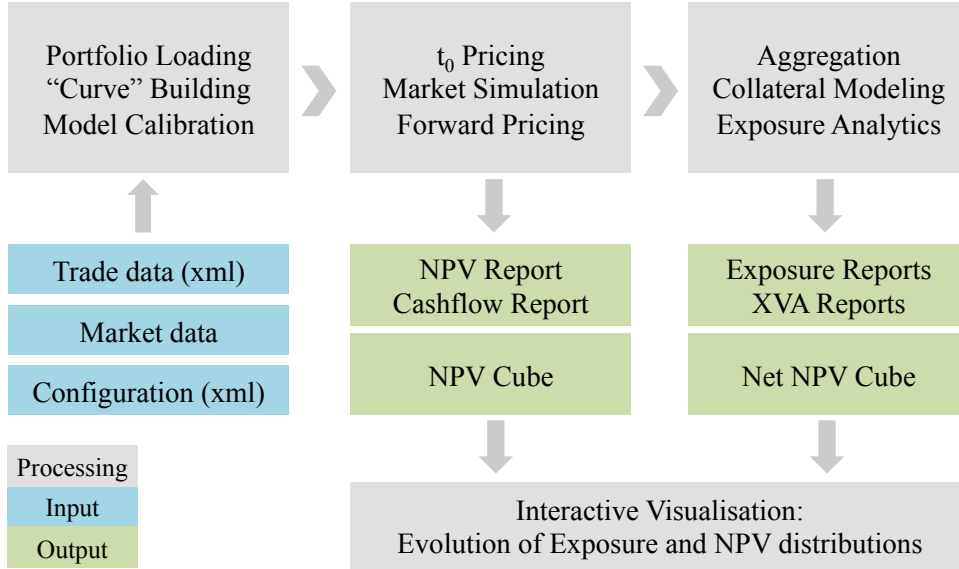 Portfolio Loading
“Curve” Building
Model Calibration
t₀ Pricing
Market Simulation
Forward Pricing
Aggregation
Collateral Modeling
Exposure Analytics
Trade data (xml)
Market data
Configuration (xml)
NPV Report
Cashflow Report
NPV Cube
Exposure Reports
XVA Reports
Net NPV Cube
Processing
Input
Output
Interactive Visualisation:
Evolution of Exposure and NPV distributions